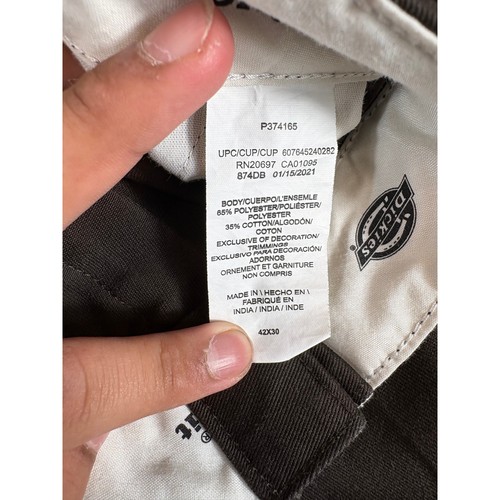 P374165
UPC/CUP/CUP 607645240282
RN20697 CA01095
874DB 01/15/2021
BODY/CUERPO/L'ENSEMLE
65% POLYESTER/POLIÉSTER/
POLYESTER
35% COTTON/ALGODÓN/
COTON
EXCLUSIVE OF DECORATION/
TRIMMINGS
EXCLUSIVO PARA DECORACIÓN/
ADORNOS
ORNEMENT ET GARNITURE
NON COMPRIS
MADE IN \ HECHO EN \
FABRIQUÉ EN
INDIA / INDIA / INDE
42X30
Dickies